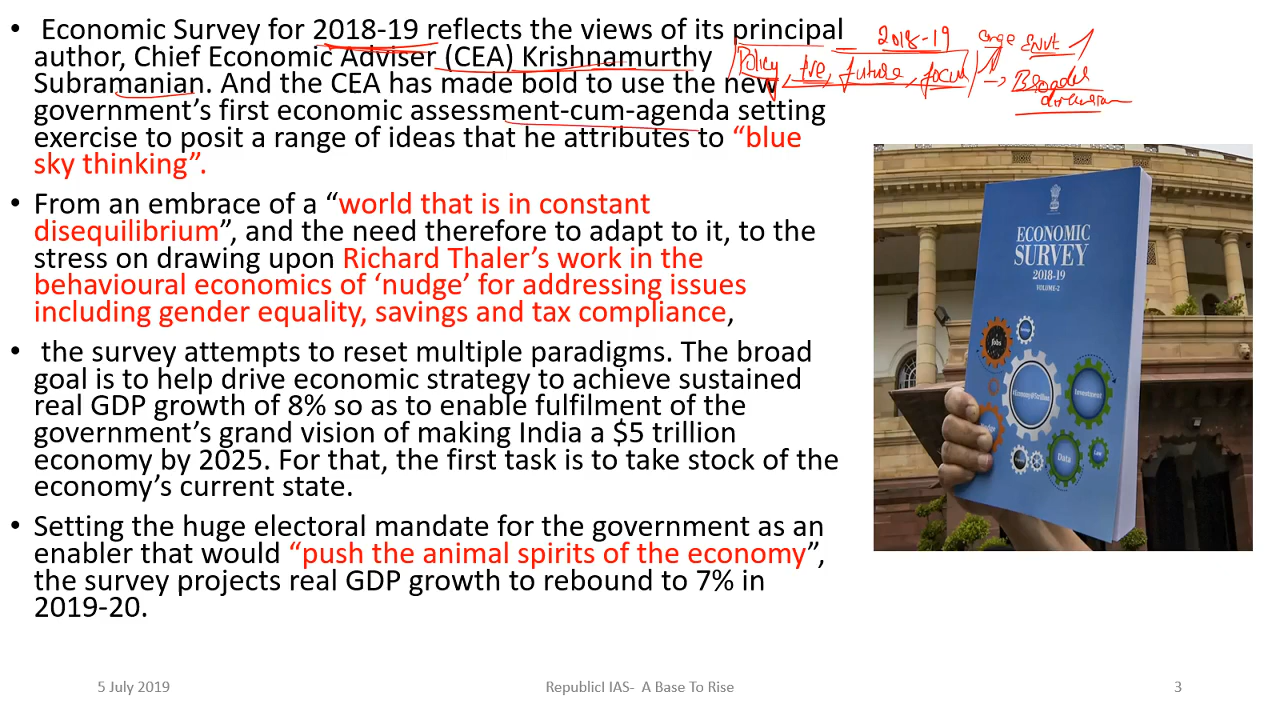 • Economic Survey for 2018-19 reflects the views of its principal
author, Chief Economic Adviser (CEA) Krishnamurthy
Subramanian. And the CEA has made bold to use the new
government’s first economic assessment-cum-agenda setting
exercise to posit a range of ideas that he attributes to “blue
sky thinking”.
• From an embrace of a “world that is in constant
disequilibrium”, and the need therefore to adapt to it, to the
stress on drawing upon Richard Thaler’s work in the
behavioural economics of ‘nudge’ for addressing issues
including gender equality, savings and tax compliance,
• the survey attempts to reset multiple paradigms. The broad
goal is to help drive economic strategy to achieve sustained
real GDP growth of 8% so as to enable fulfilment of the
government’s grand vision of making India a $5 trillion
economy by 2025. For that, the first task is to take stock of the
economy’s current state.
• Setting the huge electoral mandate for the government as an
enabler that would “push the animal spirits of the economy”,
the survey projects real GDP growth to rebound to 7% in
2019-20.
2018-19
Policy, future, focus
ECONOMIC
SURVEY
2018-19
VOLUME-2
Jobs
Investment
Data
Law
5 July 2019
RepublicI IAS- A Base To Rise
3